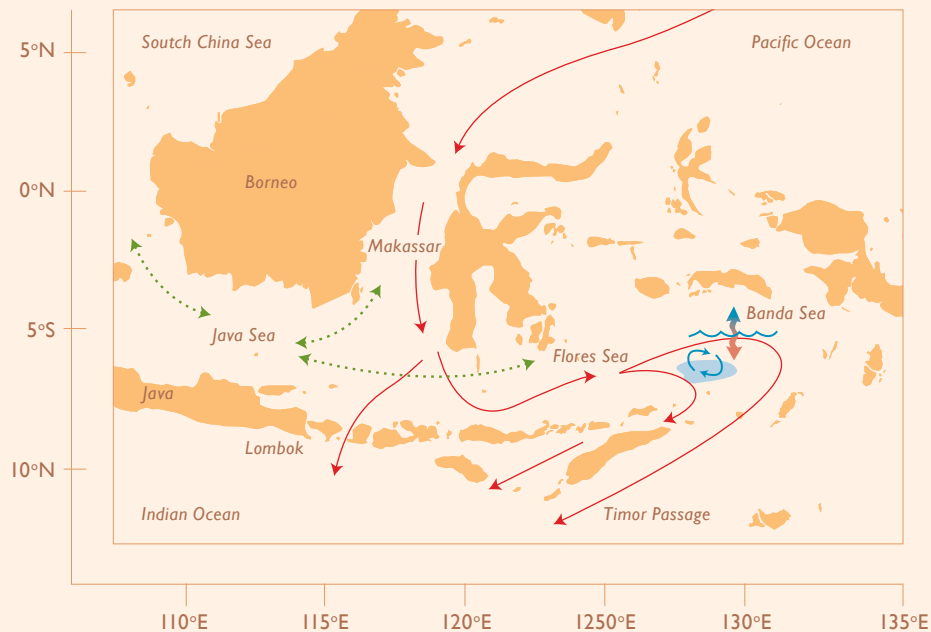 5°N
Soutch China Sea
Pacific Ocean
Borneo
0°N
Makassar
Banda Sea
5°S
Java Sea
Flores Sea
Java
Lombok
10°N
Indian Ocean
Timor Passage
110°E
115°E
120°E
1250°E
130°E
135°E